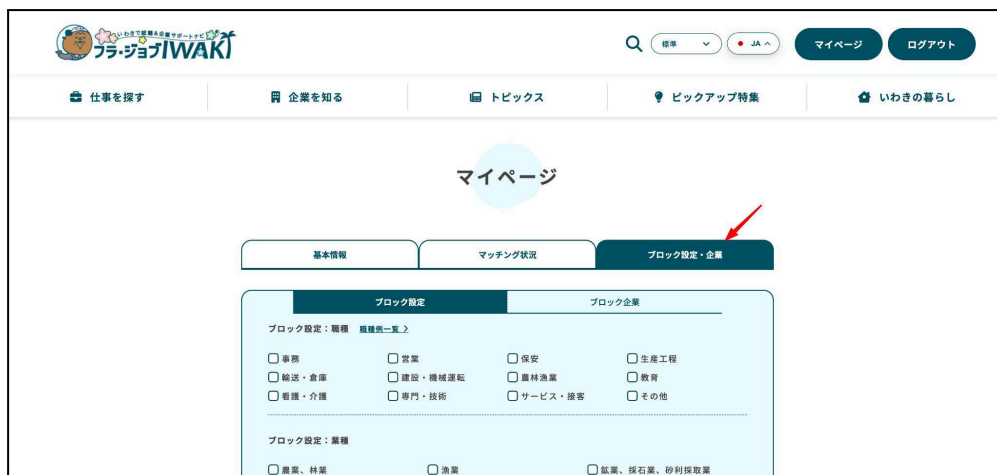 いわきで就職&企業サポートナビ
フラ・ジョブIWAKI
標準
JA
マイページ
ログアウト
仕事を探す
企業を知る
トピックス
ピックアップ特集
いわきの暮らし
マイページ
基本情報
マッチング状況
ブロック設定・企業
ブロック設定
ブロック企業
ブロック設定：職種 職種例一覧 >
事務
営業
保安
生産工程
輸送・倉庫
建設・機械運転
農林漁業
教育
看護・介護
専門・技術
サービス・接客
その他
ブロック設定：業種
農業、林業
漁業
鉱業、採石業、砂利採取業